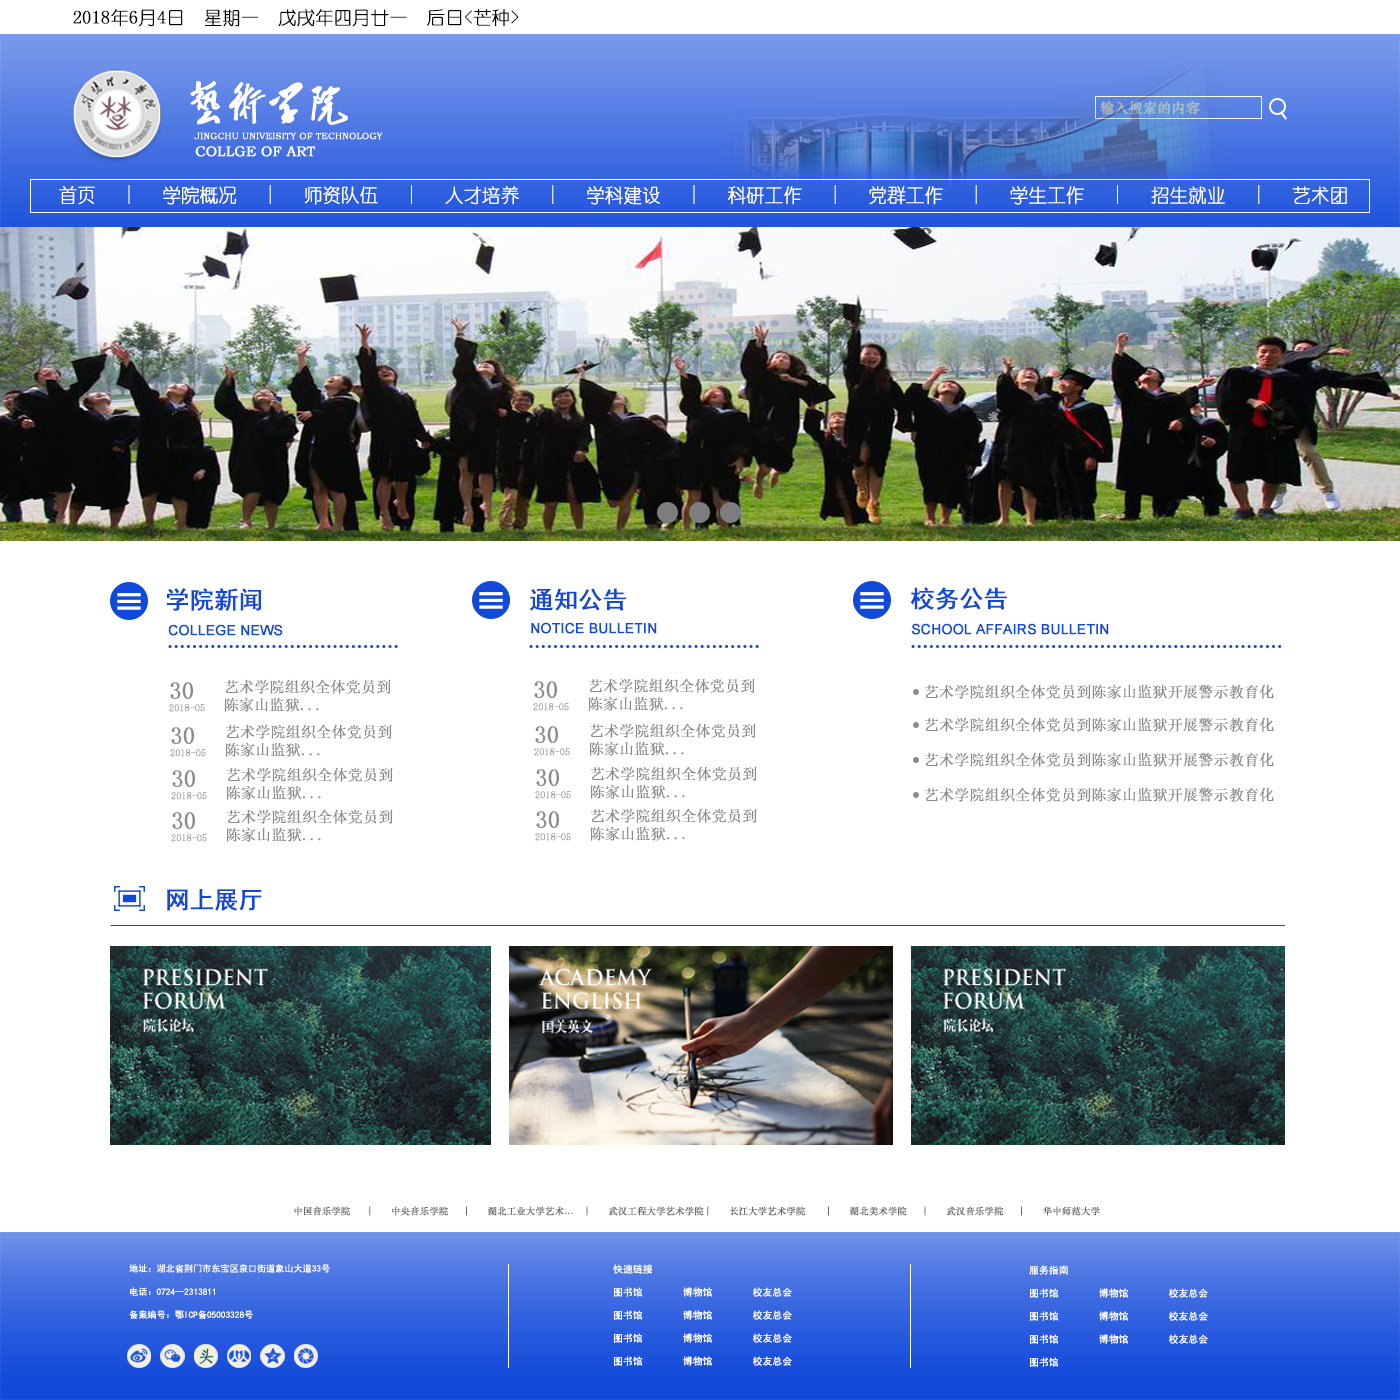 2018年6月4日 星期一 戊戌年四月廿一 后日<芒种>
荆楚理工学院
JINGCHU UNIVERSITY OF TECHNOLOGY
藝術学院
JINGCHU UNIVEISITY OF TECHNOLOGY
COLLGE OF ART
输入搜索的内容
首页 | 学院概况 | 师资队伍 | 人才培养 | 学科建设 | 科研工作 | 党群工作 | 学生工作 | 招生就业 | 艺术团
学院新闻
COLLEGE NEWS
30
2018-05
艺术学院组织全体党员到
陈家山监狱...
30
2018-05
艺术学院组织全体党员到
陈家山监狱...
30
2018-05
艺术学院组织全体党员到
陈家山监狱...
30
2018-05
艺术学院组织全体党员到
陈家山监狱...
通知公告
NOTICE BULLETIN
30
2018-05
艺术学院组织全体党员到
陈家山监狱...
30
2018-05
艺术学院组织全体党员到
陈家山监狱...
30
2018-05
艺术学院组织全体党员到
陈家山监狱...
30
2018-05
艺术学院组织全体党员到
陈家山监狱...
校务公告
SCHOOL AFFAIRS BULLETIN
艺术学院组织全体党员到陈家山监狱开展警示教育化
艺术学院组织全体党员到陈家山监狱开展警示教育化
艺术学院组织全体党员到陈家山监狱开展警示教育化
艺术学院组织全体党员到陈家山监狱开展警示教育化
网上展厅
PRESIDENT
FORUM
院长论坛
ACADEMY
ENGLISH
国美英文
PRESIDENT
FORUM
院长论坛
中国音乐学院 | 中央音乐学院 | 湖北工业大学艺术... | 武汉工程大学艺术学院 | 长江大学艺术学院 | 湖北美术学院 | 武汉音乐学院 | 华中师范大学
地址：湖北省荆门市东宝区泉口街道象山大道33号
电话：0724—2313811
备案编号：鄂ICP备05003328号
头
快速链接
图书馆 博物馆 校友总会
图书馆 博物馆 校友总会
图书馆 博物馆 校友总会
图书馆 博物馆 校友总会
服务指南
图书馆 博物馆 校友总会
图书馆 博物馆 校友总会
图书馆 博物馆 校友总会
图书馆